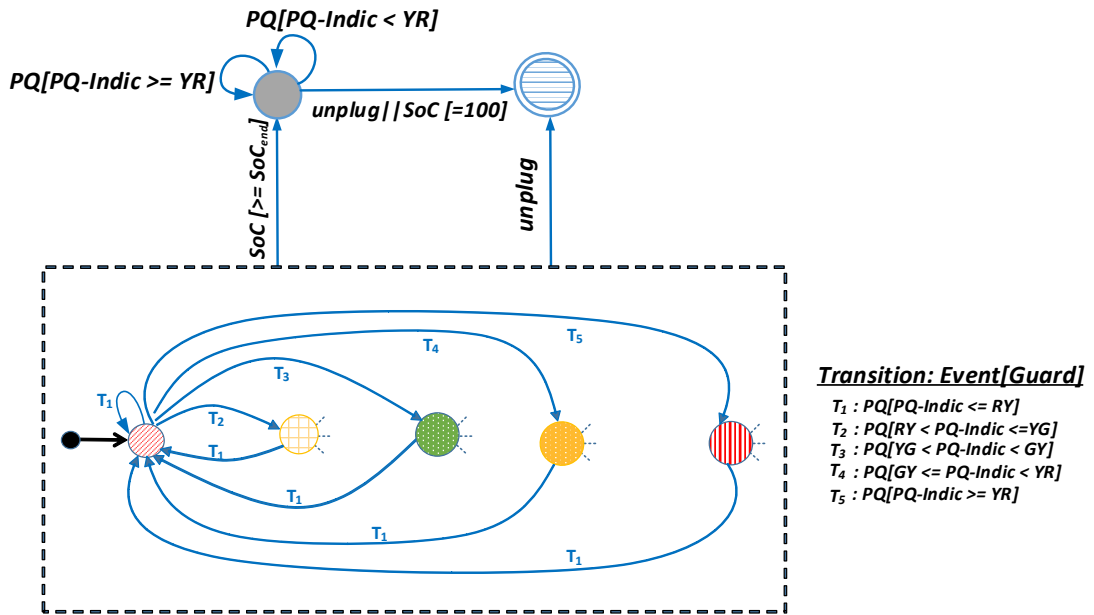 PQ[PQ-Indic < YR]
PQ[PQ-Indic >= YR]
unplug||SoC [=100]
SoC [>= SoCend]
unplug
T5
T4
T3
T1
T2
T1
T1
T1
T1
Transition: Event[Guard]
T1 : PQ[PQ-Indic <= RY]
T2 : PQ[RY < PQ-Indic <=YG]
T3 : PQ[YG < PQ-Indic < GY]
T4 : PQ[GY <= PQ-Indic < YR]
T5 : PQ[PQ-Indic >= YR]